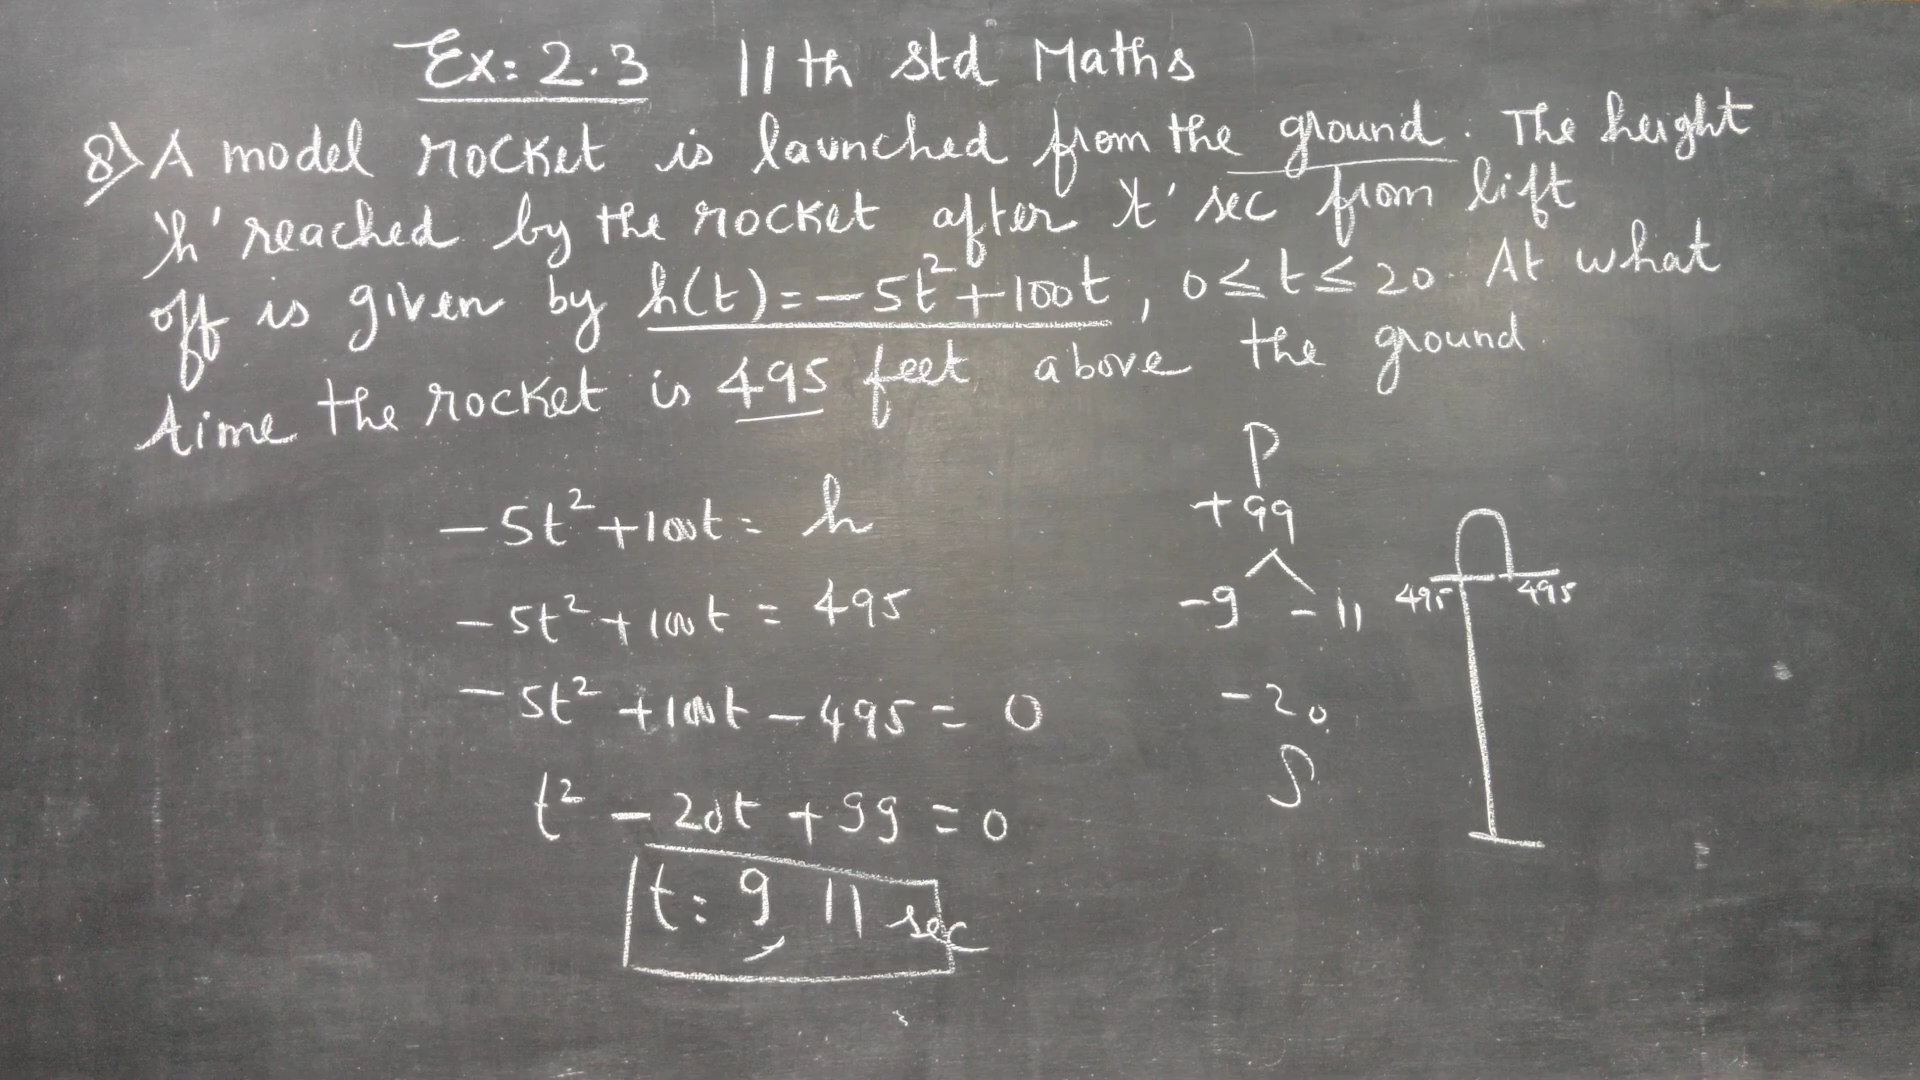 Ex: 2.3 11th std Maths
8) A model rocket is launched from the ground. The height
'h' reached by the rocket after 't' sec from lift
off is given by h(t) = -5t²+100t, 0≤t≤20. At what
time the rocket is 495 feet above the ground.
-5t²+100t = h
-5t²+100t = 495
-5t²+100t-495 = 0
t²-20t+99 = 0
t = 9, 11 sec
P
+99
-9 -11
-20
S
495 495